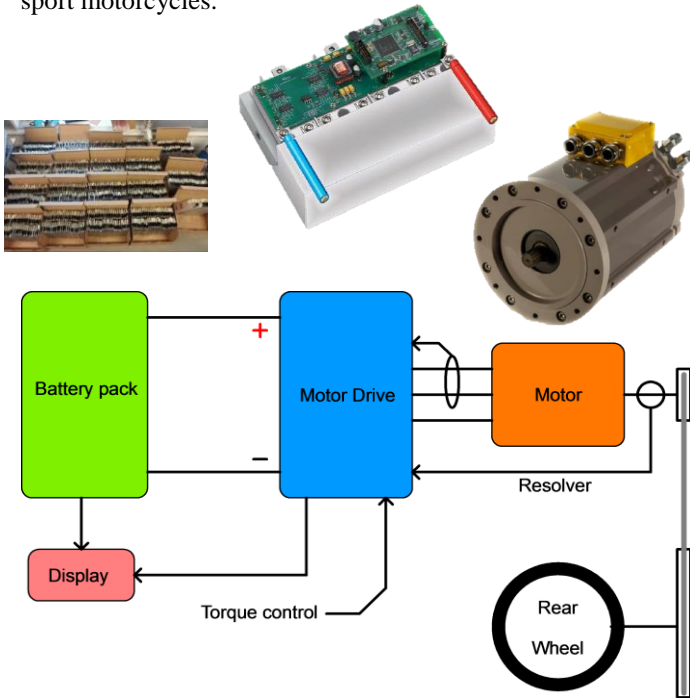 sport motorcycles.
+
Battery pack
Motor Drive
Motor
–
Resolver
Display
Torque control
Rear
Wheel